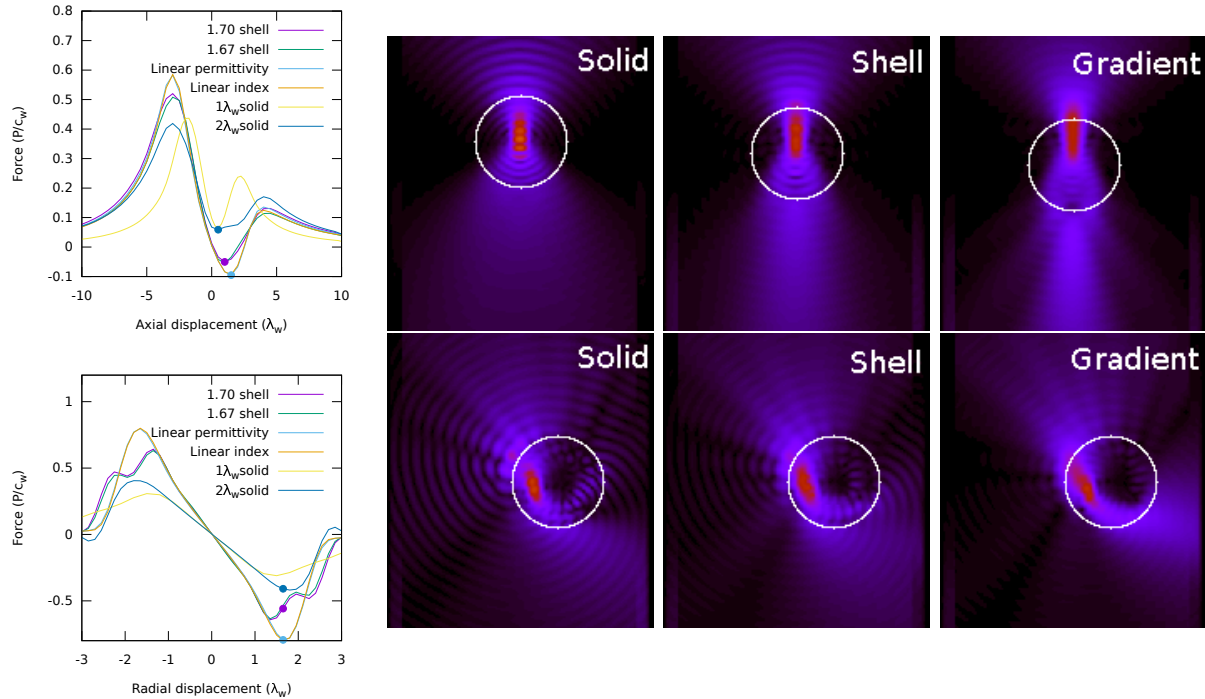 0.8
0.7
0.6
0.5
0.4
0.3
0.2
0.1
0
-0.1
Force (P/c_w)
1.70 shell
1.67 shell
Linear permittivity
Linear index
1λ_w solid
2λ_w solid
-10 -5 0 5 10
Axial displacement (λ_w)
Solid
Shell
Gradient
1
0.5
0
-0.5
Force (P/c_w)
1.70 shell
1.67 shell
Linear permittivity
Linear index
1λ_w solid
2λ_w solid
-3 -2 -1 0 1 2 3
Radial displacement (λ_w)
Solid
Shell
Gradient